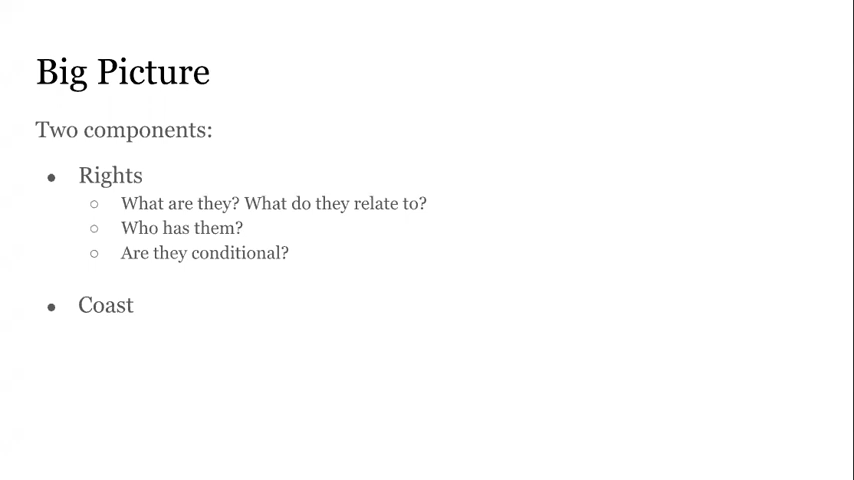 Big Picture
Two components:
● Rights
○ What are they? What do they relate to?
○ Who has them?
○ Are they conditional?
● Coast